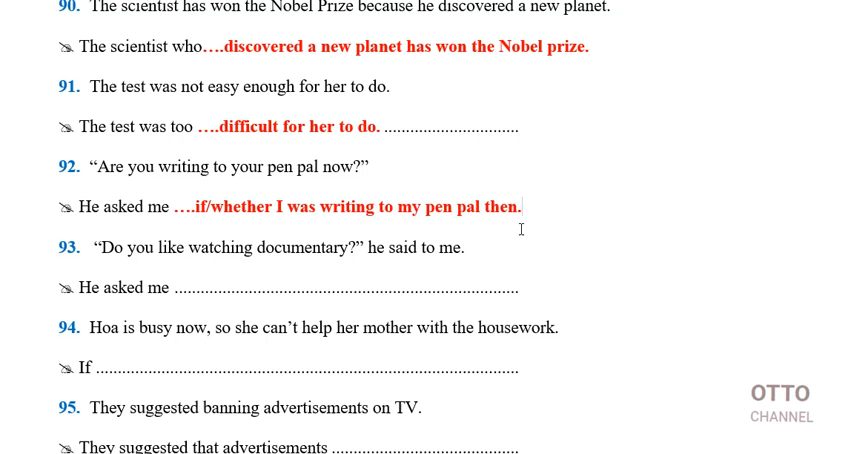 90. The scientist has won the Nobel Prize because he discovered a new planet.
The scientist who….discovered a new planet has won the Nobel prize.
91. The test was not easy enough for her to do.
The test was too ….difficult for her to do. ...............................
92. “Are you writing to your pen pal now?”
He asked me ….if/whether I was writing to my pen pal then.
93. “Do you like watching documentary?” he said to me.
He asked me ...............................................................................
94. Hoa is busy now, so she can’t help her mother with the housework.
If .................................................................................................
95. They suggested banning advertisements on TV.
They suggested that advertisements ...........................................
OTTO
CHANNEL